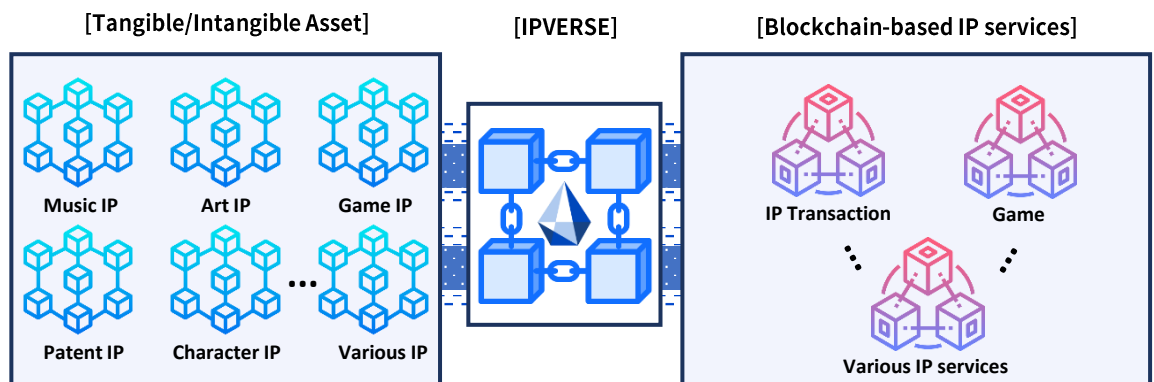 [Tangible/Intangible Asset]
[IPVERSE]
[Blockchain-based IP services]
Music IP
Art IP
Game IP
Patent IP
Character IP
...
Various IP
IP Transaction
Game
Various IP services